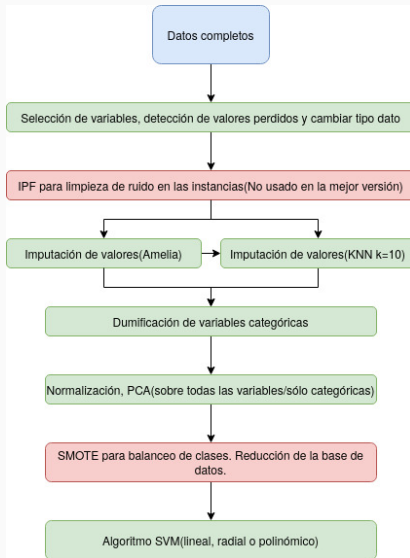 Datos completos
Selección de variables, detección de valores perdidos y cambiar tipo dato
IPF para limpieza de ruido en las instancias(No usado en la mejor versión)
Imputación de valores(Amelia)
Imputación de valores(KNN k=10)
Dumificación de variables categóricas
Normalización, PCA(sobre todas las variables/sólo categóricas)
SMOTE para balanceo de clases. Reducción de la base de
datos.
Algoritmo SVM(lineal, radial o polinómico)